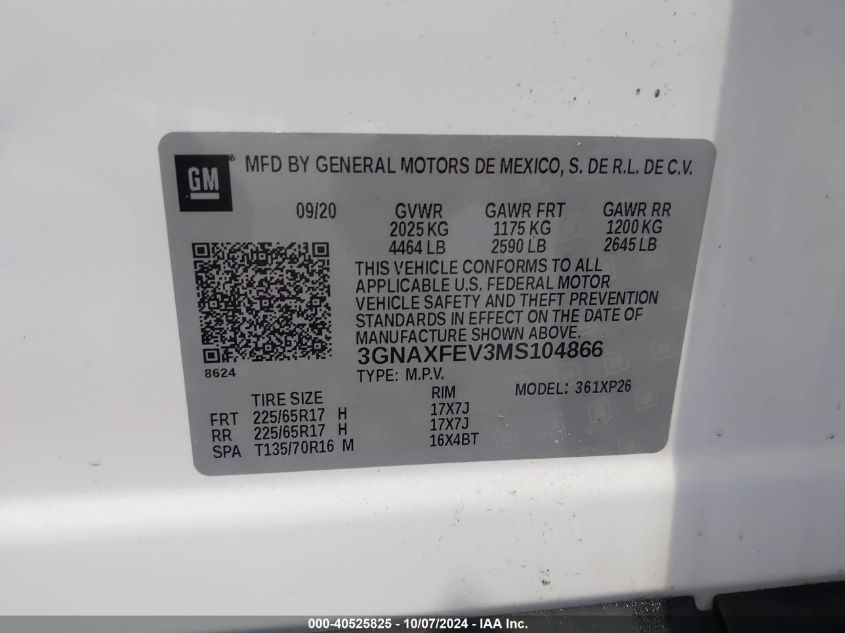 GM ® MFD BY GENERAL MOTORS DE MEXICO, S. DE R.L. DE C.V.
09/20 GVWR GAWR FRT GAWR RR
2025 KG 1175 KG 1200 KG
4464 LB 2590 LB 2645 LB
THIS VEHICLE CONFORMS TO ALL
APPLICABLE U.S. FEDERAL MOTOR
VEHICLE SAFETY AND THEFT PREVENTION
STANDARDS IN EFFECT ON THE DATE OF
MANUFACTURE SHOWN ABOVE.
3GNAXFEV3MS104866
8624 TYPE: M.P.V. MODEL: 361XP26
TIRE SIZE RIM
FRT 225/65R17 H 17X7J
RR 225/65R17 H 17X7J
SPA T135/70R16 M 16X4BT
000-40525825 - 10/07/2024 - IVEX INC.